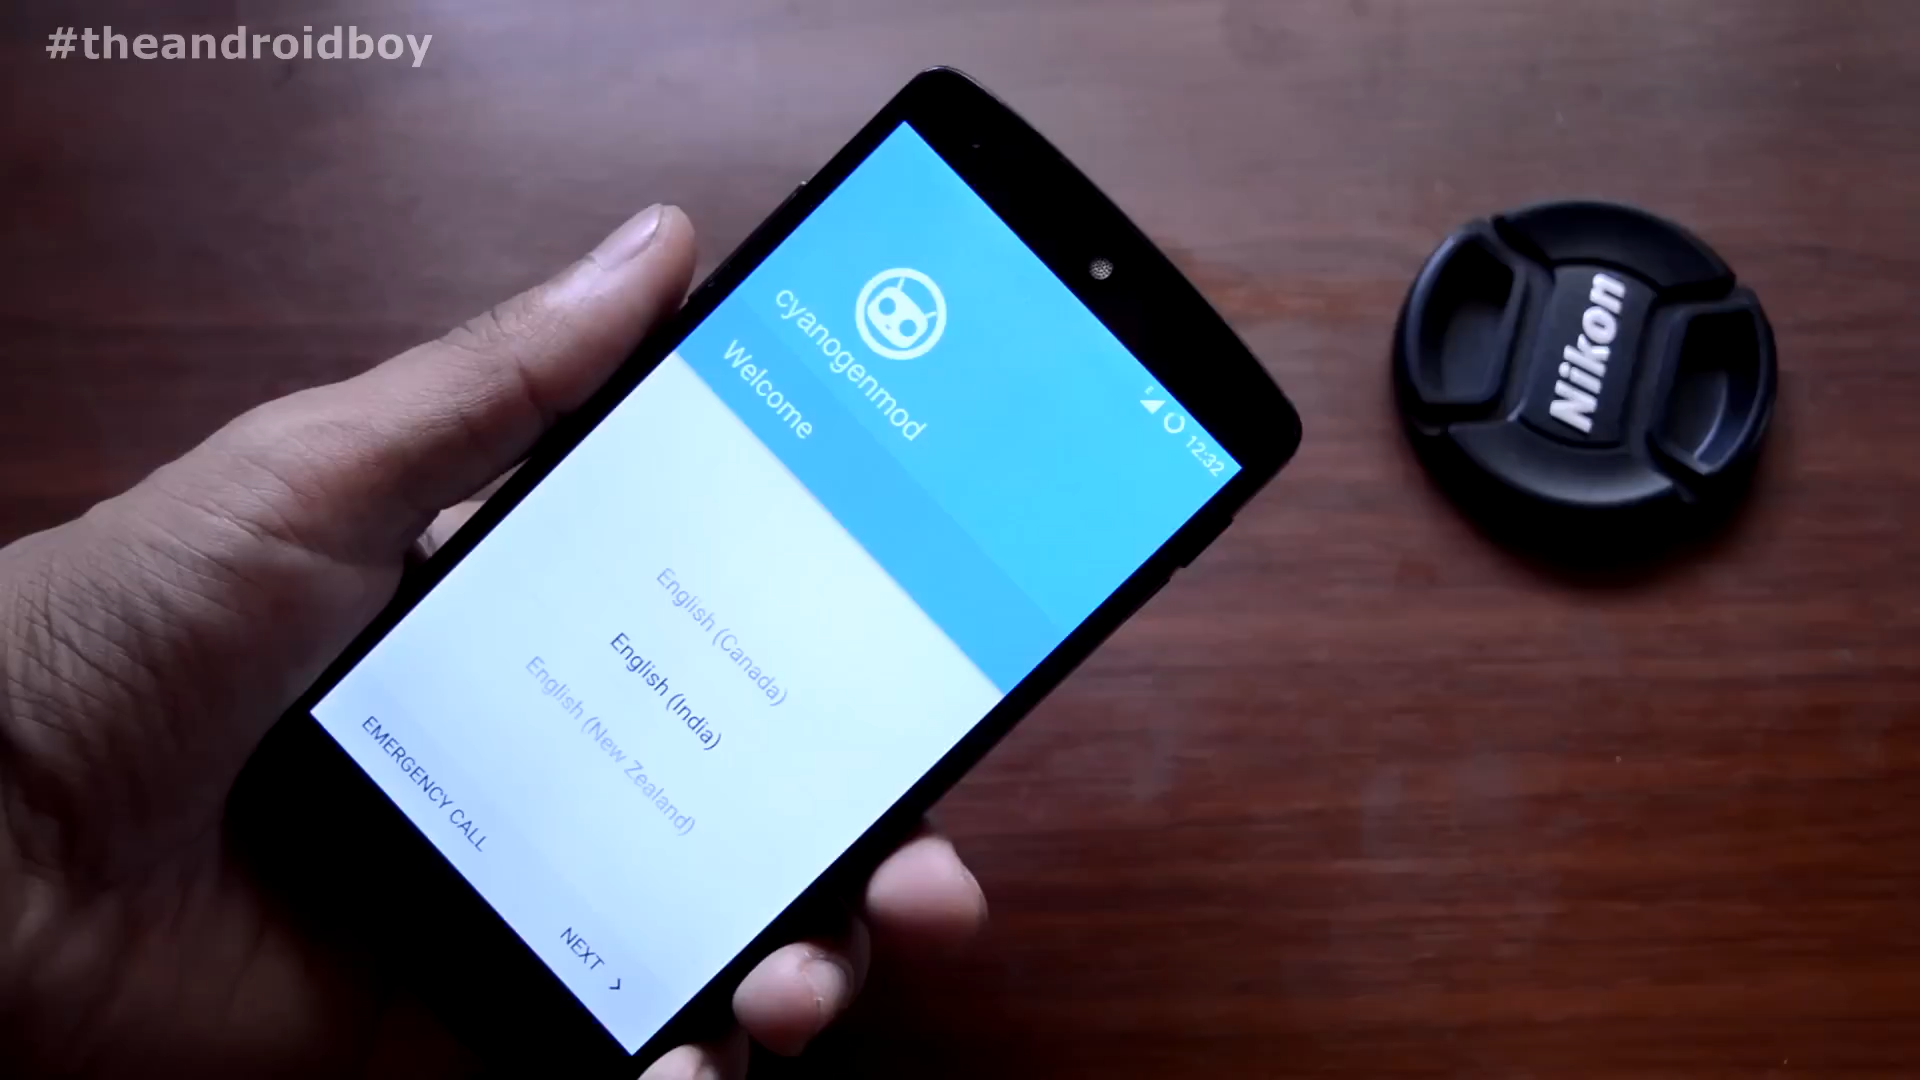 #theandroidboy
12:32
cyanogenmod
Welcome
English (Canada)
English (India)
English (New Zealand)
EMERGENCY CALL
NEXT
Nikon